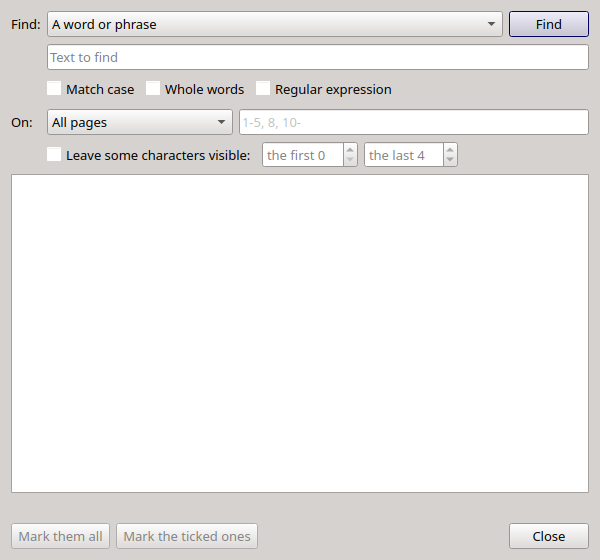 Find: A word or phrase Find
Text to find
Match case Whole words Regular expression
On: All pages 1-5, 8, 10-
Leave some characters visible: the first 0 the last 4
Mark them all Mark the ticked ones Close